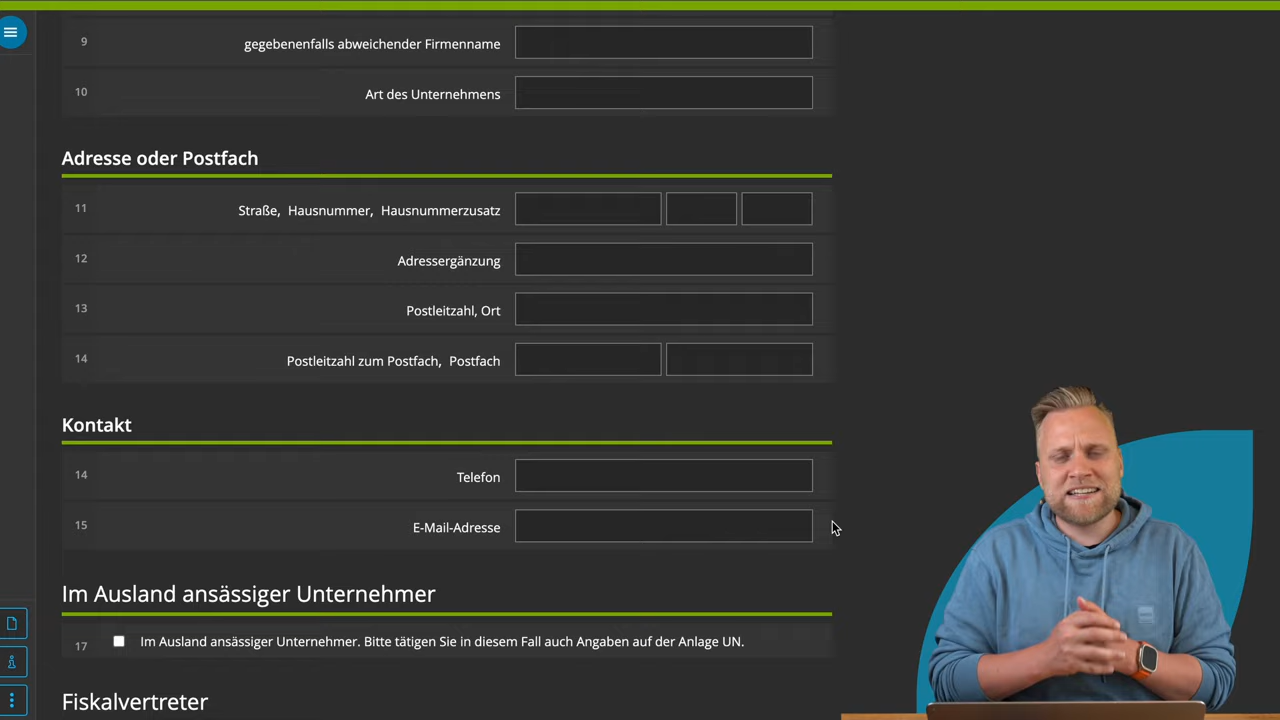 9 gegebenenfalls abweichender Firmenname
10 Art des Unternehmens
Adresse oder Postfach
11 Straße, Hausnummer, Hausnummerzusatz
12 Adressergänzung
13 Postleitzahl, Ort
14 Postleitzahl zum Postfach, Postfach
Kontakt
14 Telefon
15 E-Mail-Adresse
Im Ausland ansässiger Unternehmer
17 Im Ausland ansässiger Unternehmer. Bitte tätigen Sie in diesem Fall auch Angaben auf der Anlage UN.
Fiskalvertreter